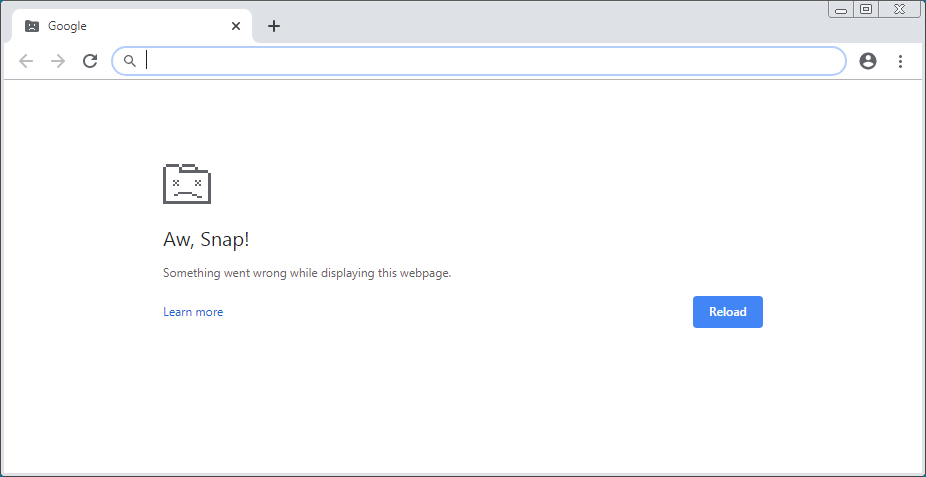 Google
Aw, Snap!
Something went wrong while displaying this webpage.
Learn more
Reload